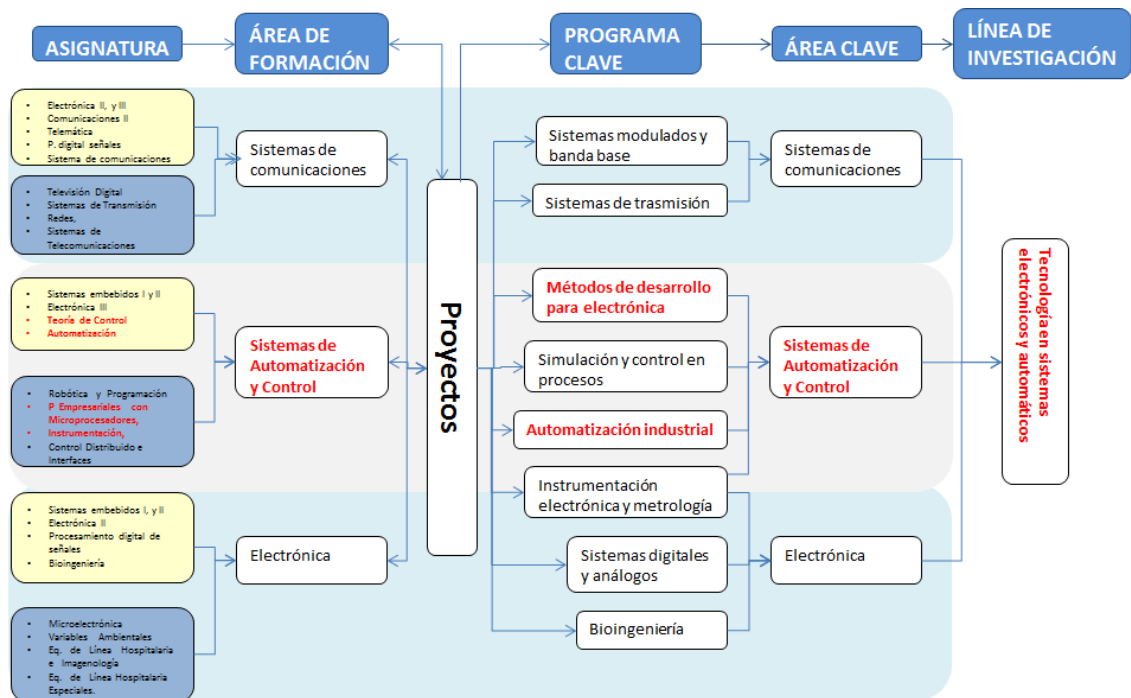 ASIGNATURA
ÁREA DE
FORMACIÓN
PROGRAMA
CLAVE
ÁREA CLAVE
LÍNEA DE
INVESTIGACIÓN
• Electrónica II, y III
• Comunicaciones II
• Telemática
• P. digital señales
• Sistema de comunicaciones
• Televisión Digital
• Sistemas de Transmisión
• Redes,
• Sistemas de
Telecomunicaciones
Sistemas de
comunicaciones
• Sistemas embebidos I y II
• Electrónica III
• Teoría de Control
• Automatización
• Robótica y Programación
• P Empresariales con
Microprocesadores,
• Instrumentación,
• Control Distribuido e
Interfaces
Sistemas de
Automatización
y Control
• Sistemas embebidos I, y II
• Electrónica II
• Procesamiento digital de
señales
• Bioingeniería
• Microelectrónica
• Variables Ambientales
• Eq. de Línea Hospitalaria
e Imagenología
• Eq. de Línea Hospitalaria
Especiales.
Electrónica
Proyectos
Sistemas modulados y
banda base
Sistemas de trasmisión
Métodos de desarrollo
para electrónica
Simulación y control en
procesos
Automatización industrial
Instrumentación
electrónica y metrología
Sistemas digitales
y análogos
Bioingeniería
Sistemas de
comunicaciones
Sistemas de
Automatización
y Control
Electrónica
Tecnología en sistemas
electrónicos y automáticos